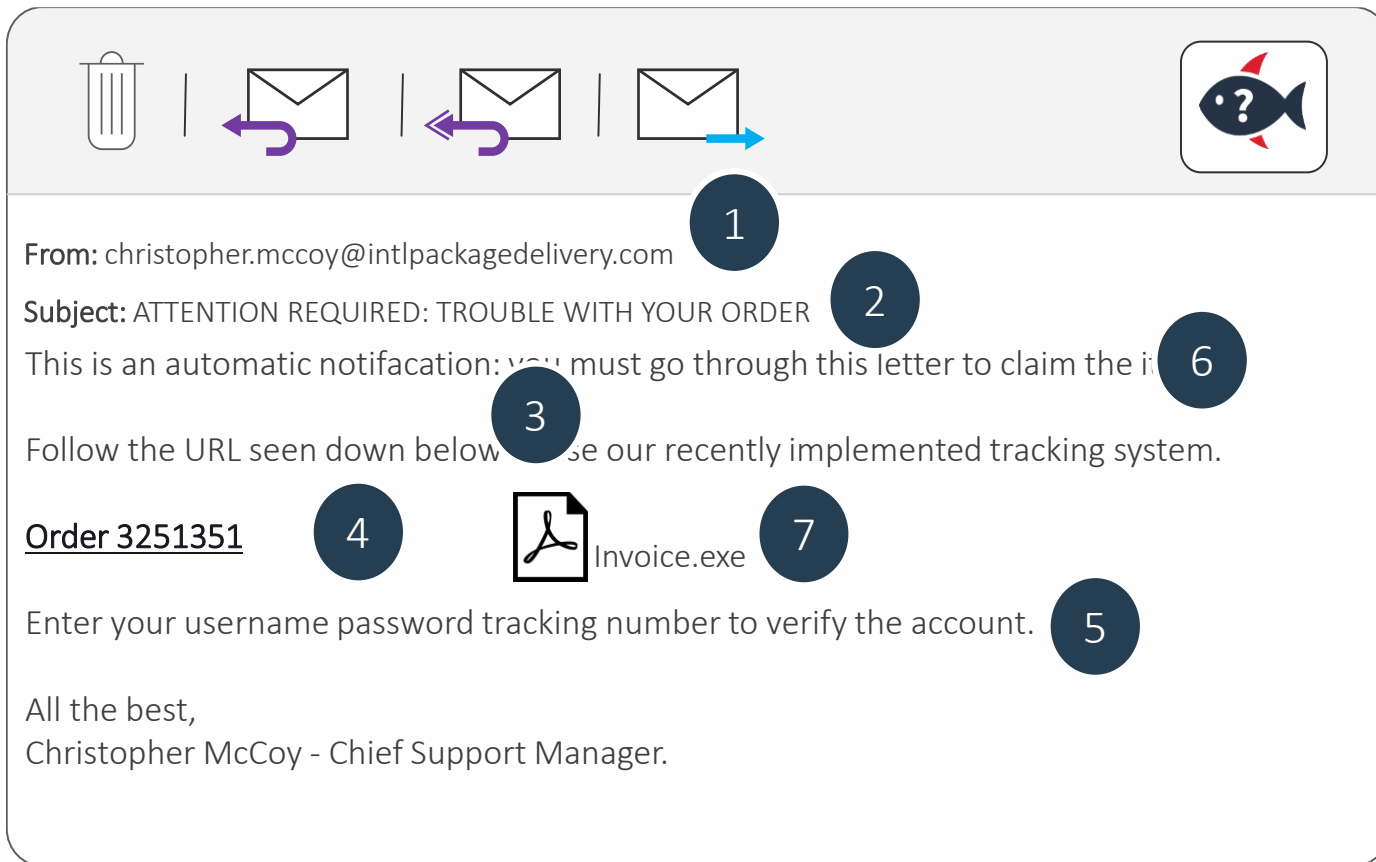 ?
1
From: christopher.mccoy@intlpackagedelivery.com
Subject: ATTENTION REQUIRED: TROUBLE WITH YOUR ORDER 2
This is an automatic notifacation: must go through this letter to claim the 6
3
Follow the URL seen down below our recently implemented tracking system.
Order 3251351 4 Invoice.exe 7
Enter your username password tracking number to verify the account. 5
All the best,
Christopher McCoy - Chief Support Manager.